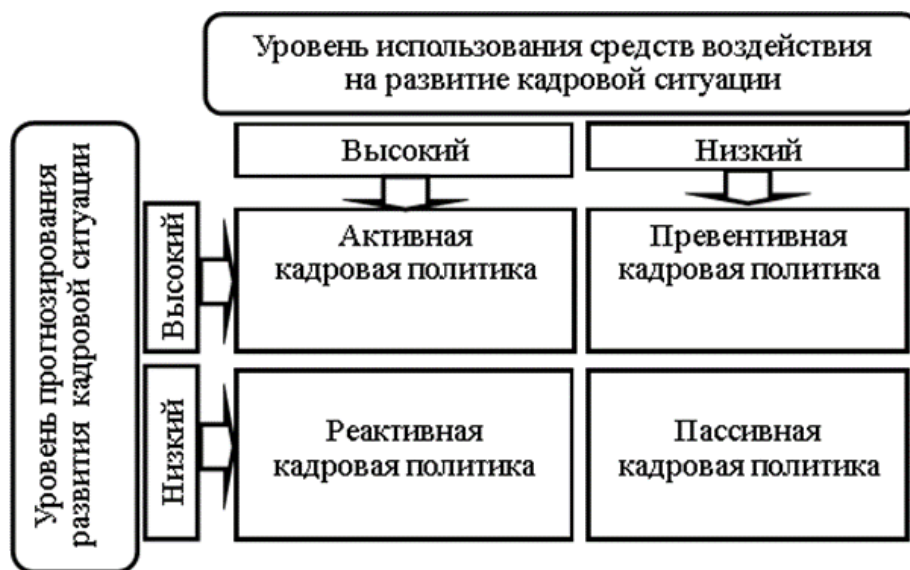 Уровень использования средств воздействия
на развитие кадровой ситуации
Высокий
Низкий
Уровень прогнозирования
развития кадровой ситуации
Высокий
Активная
кадровая политика
Превентивная
кадровая политика
Низкий
Реактивная
кадровая политика
Пассивная
кадровая политика